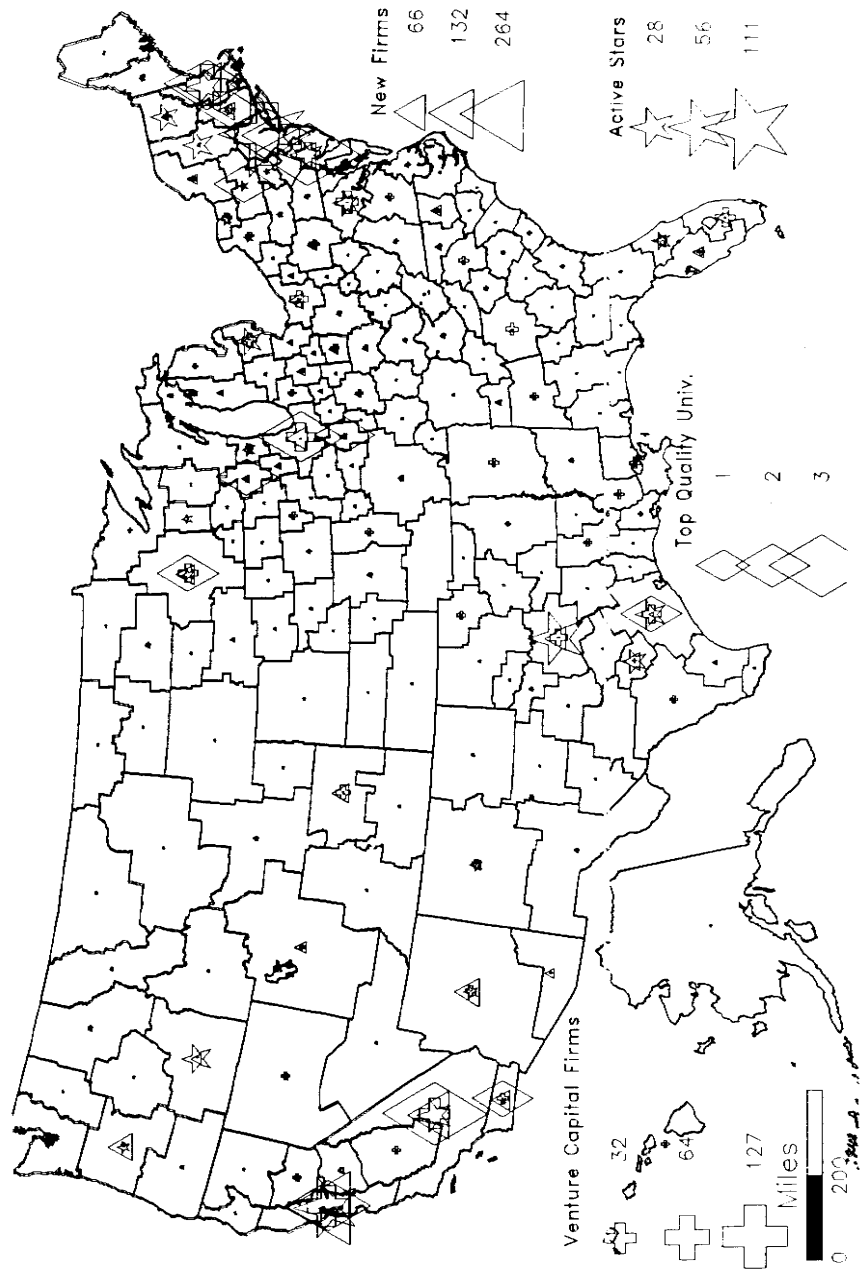 New Firms
66
132
264
Active Stars
28
56
111
Top Quality Univ.
1
2
3
Venture Capital Firms
32
64
127
Miles
0 200